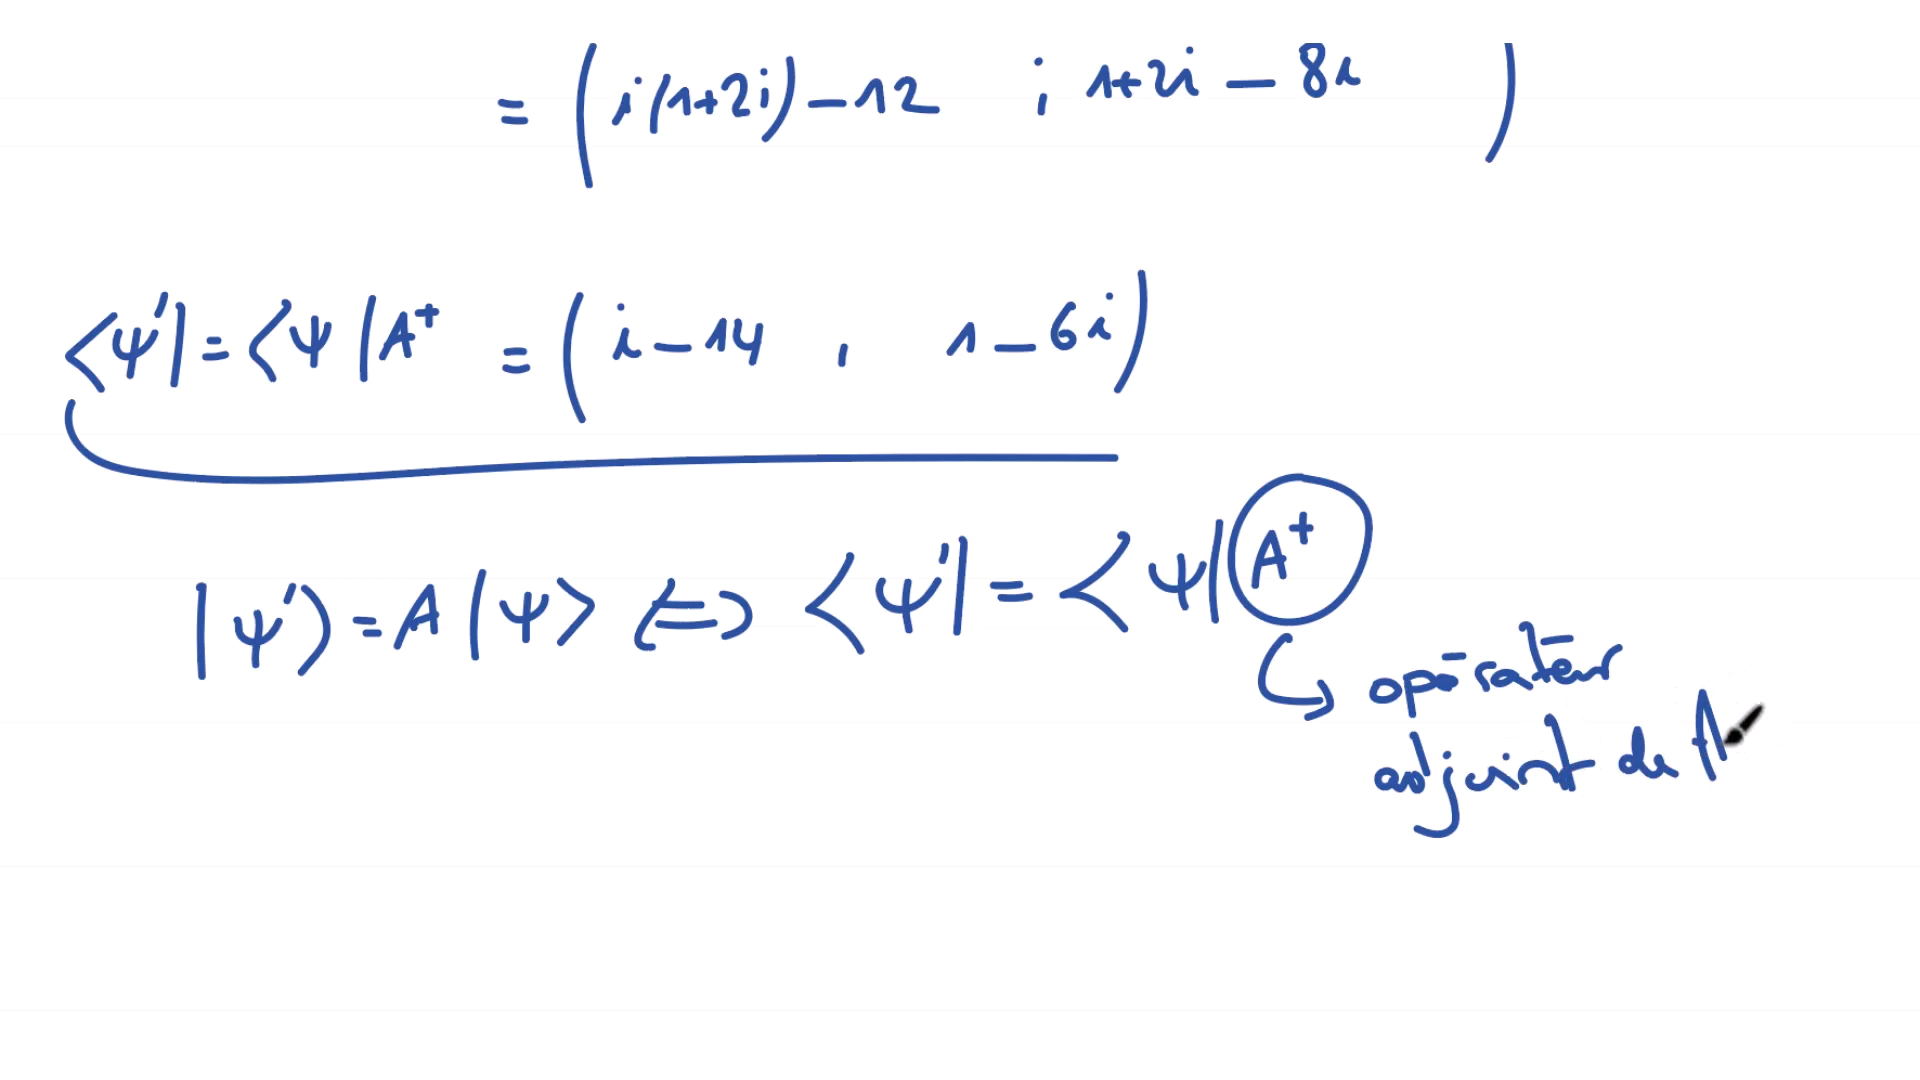 = ( i(1+2i) – 12 ; 1+2i – 8i )
<ψ'| = <ψ|A⁺ = ( i – 14 , 1 – 6i )
|ψ'> = A|ψ> <=> <ψ'| = <ψ|A⁺
↳ opérateur
adjoint de A